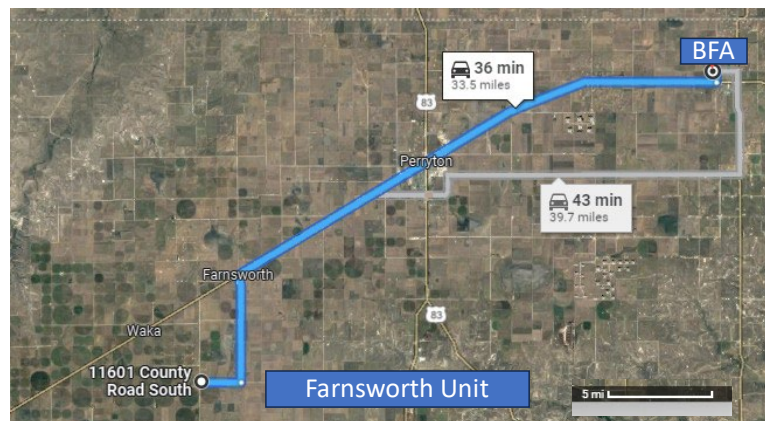 BFA
36 min
33.5 miles
83
Perryton
43 min
39.7 miles
Farnsworth
83
Waka
11601 County
Road South
Farnsworth Unit
5 mi